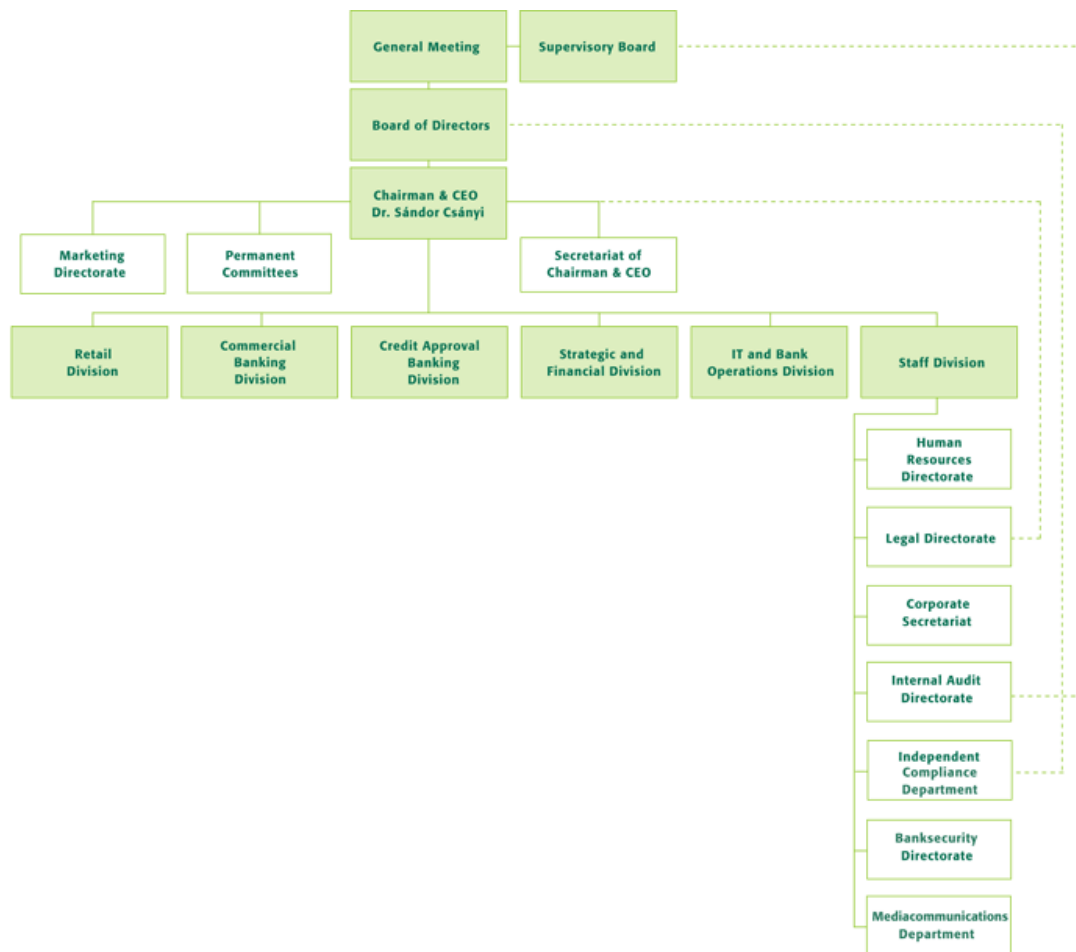 General Meeting
Supervisory Board
Board of Directors
Chairman & CEO
Dr. Sándor Csányi
Marketing
Directorate
Permanent
Committees
Secretariat of
Chairman & CEO
Retail
Division
Commercial
Banking
Division
Credit Approval
Banking
Division
Strategic and
Financial Division
IT and Bank
Operations Division
Staff Division
Human
Resources
Directorate
Legal Directorate
Corporate
Secretariat
Internal Audit
Directorate
Independent
Compliance
Department
Banksecurity
Directorate
Mediacommunications
Department